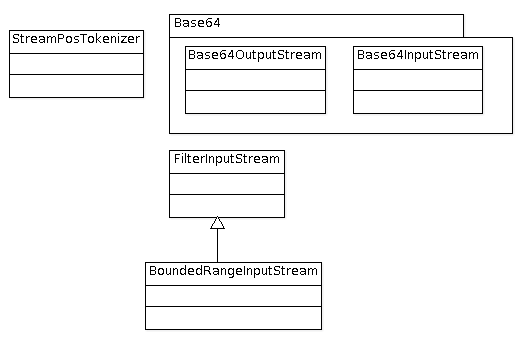 Base64
StreamPosTokenizer
Base64OutputStream
Base64InputStream
FilterInputStream
BoundedRangeInputStream